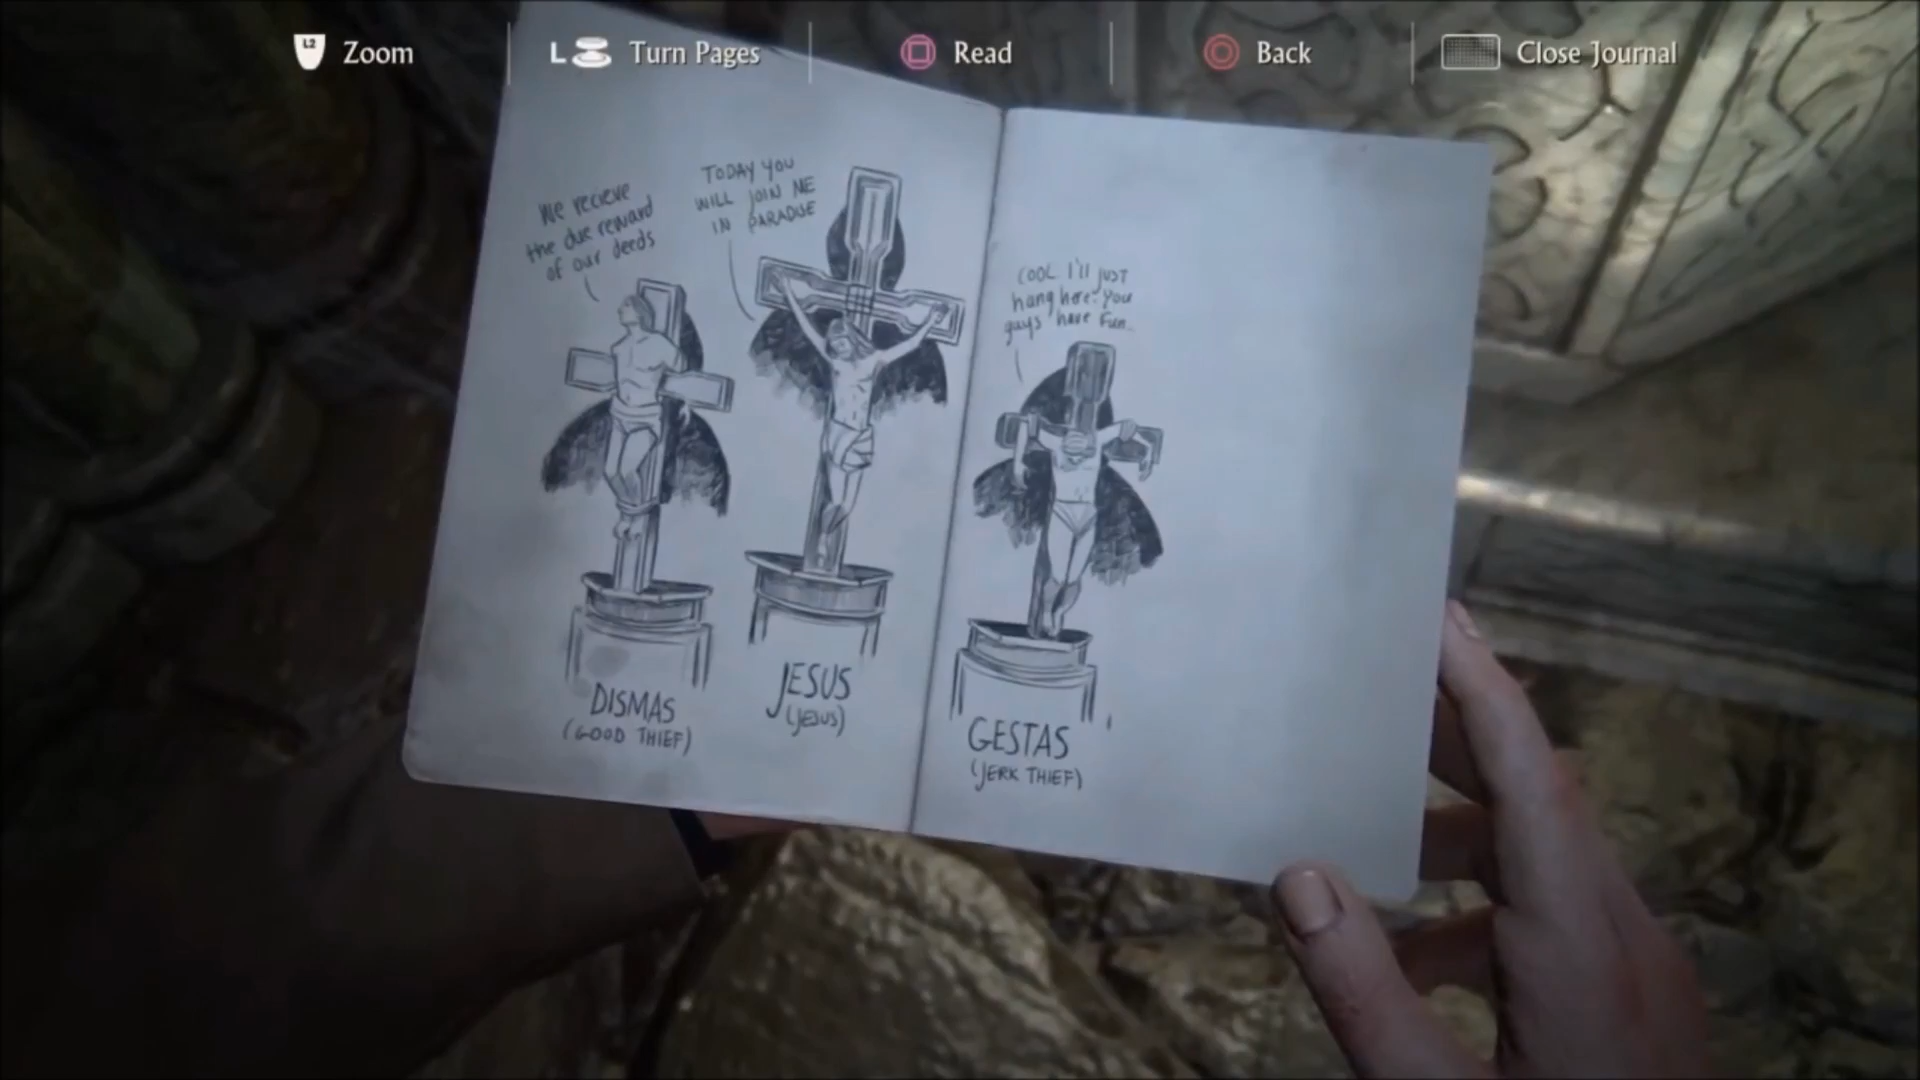 L2 Zoom
L Turn Pages
Read
Back
Close Journal
We recieve
the due reward
of our deeds
TODAY YOU
WILL JOIN ME
IN PARADISE
COOL I'll JUST
hang here. You
guys have fun..
DISMAS
(GOOD THIEF)
JESUS
(JESUS)
GESTAS
(JERK THIEF)